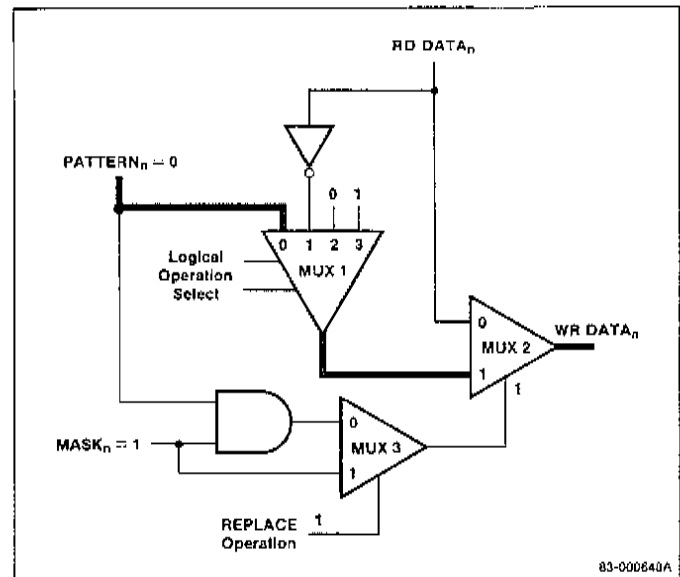 RD DATAn
PATTERNn = 0
0 1
0 1 2 3
MUX 1
Logical
Operation
Select
0
MUX 2
1
WR DATAn
1
0
MUX 3
1
MASKn = 1
REPLACE
Operation
1
83-000640A